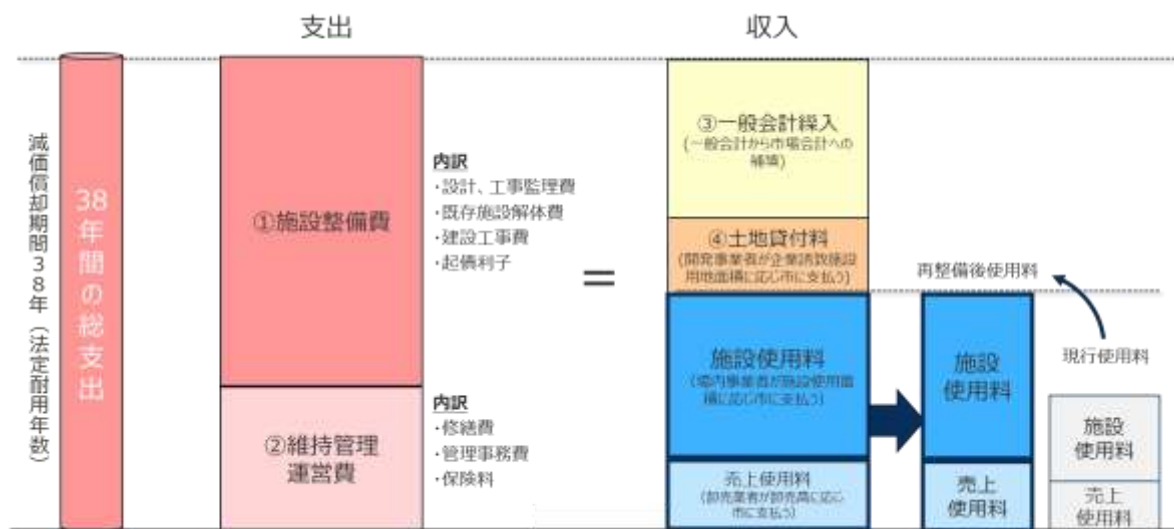 支出
収入
減価償却期間38年(法定耐用年数)
38年間の総支出
①施設整備費
内訳
・設計、工事監理費
・既存施設解体費
・建設工事費
・起債利子
②維持管理
運営費
内訳
・修繕費
・管理事務費
・保険料
=
③一般会計繰入
(一般会計から市場会計への
補填)
④土地貸付料
(開発事業者が企業誘致施設
用地面積に応じ市に支払う)
施設使用料
(場内事業者が施設使用面
積に応じ市に支払う)
売上使用料
(卸売業者が卸売高に応じ
市に支払う)
再整備後使用料
施設
使用料
売上
使用料
現行使用料
施設
使用料
売上
使用料